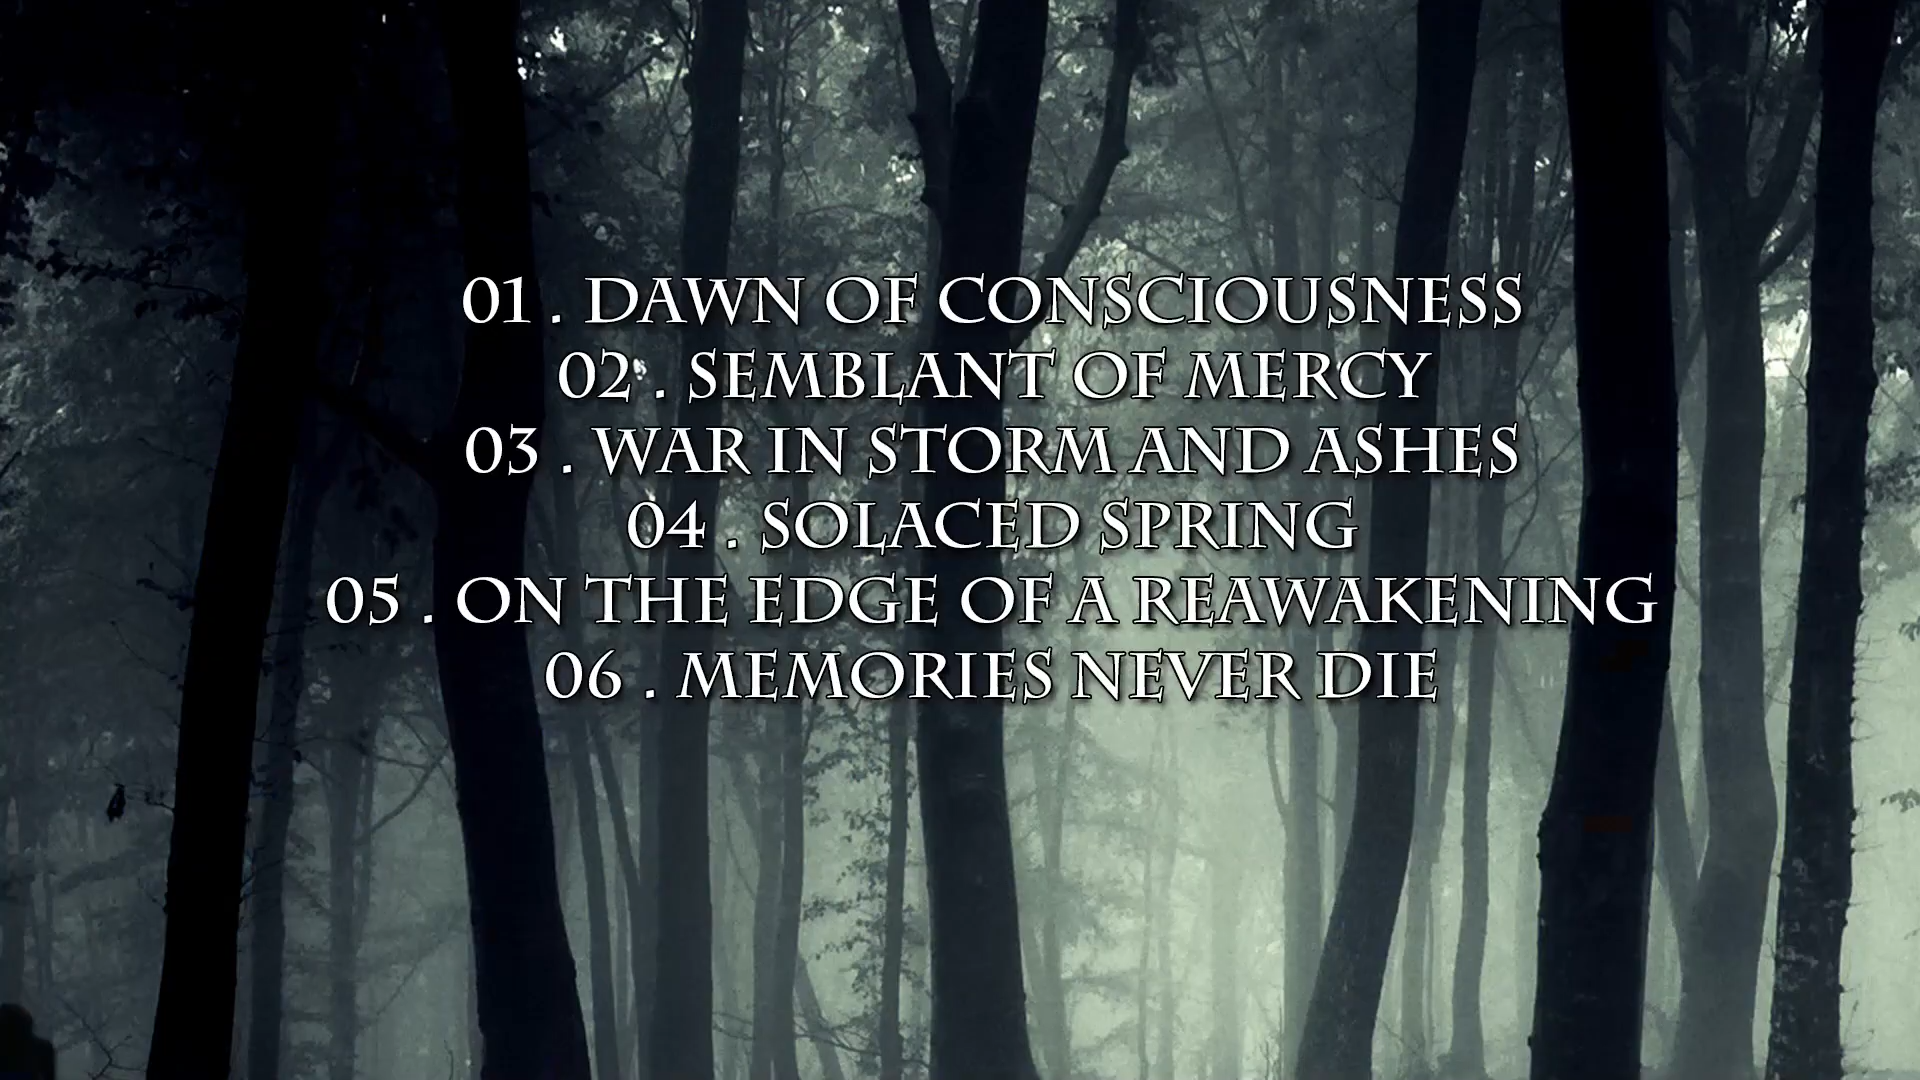 01 . DAWN OF CONSCIOUSNESS
02 . SEMBLANT OF MERCY
03 . WAR IN STORM AND ASHES
04 . SOLACED SPRING
05 . ON THE EDGE OF A REAWAKENING
06 . MEMORIES NEVER DIE